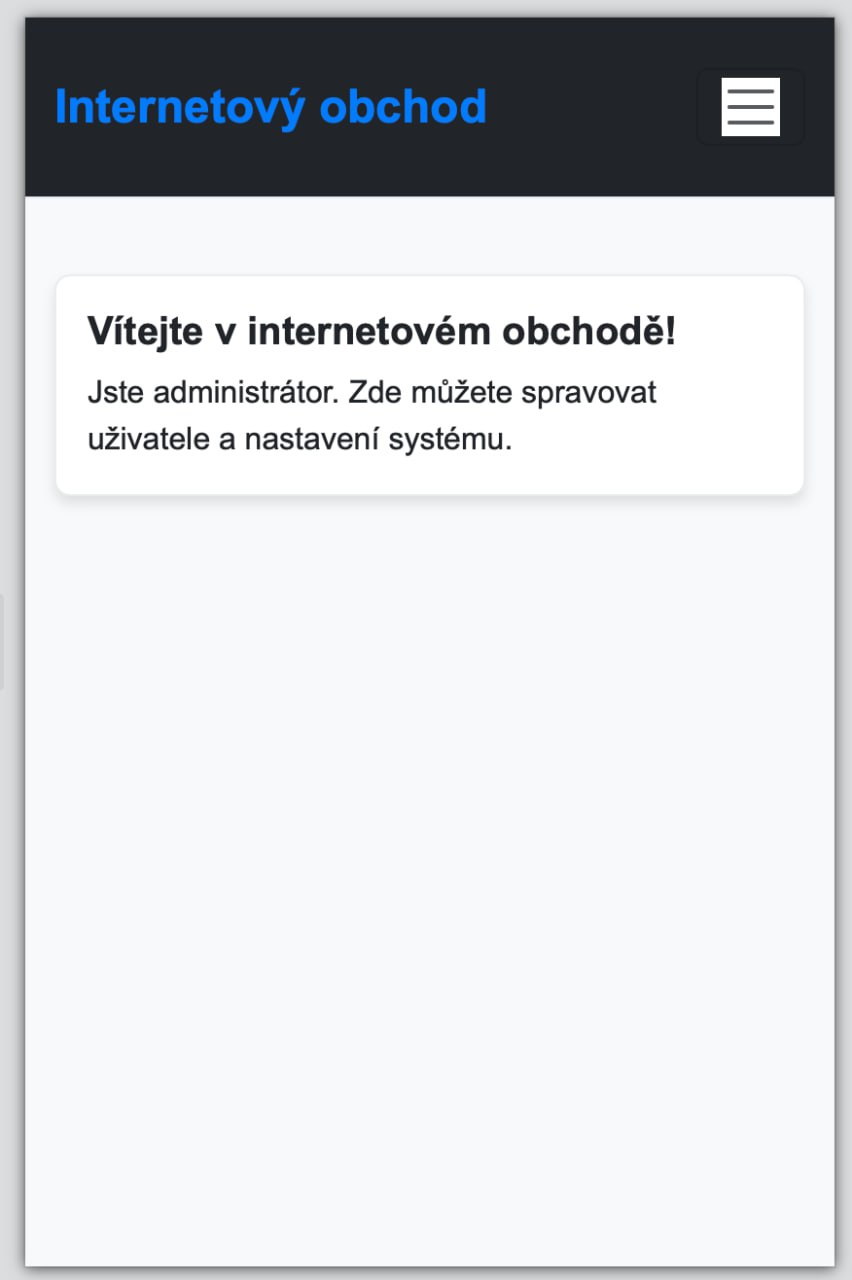 Internetový obchod
Vítejte v internetovém obchodě!
Jste administrátor. Zde můžete spravovat
uživatele a nastavení systému.